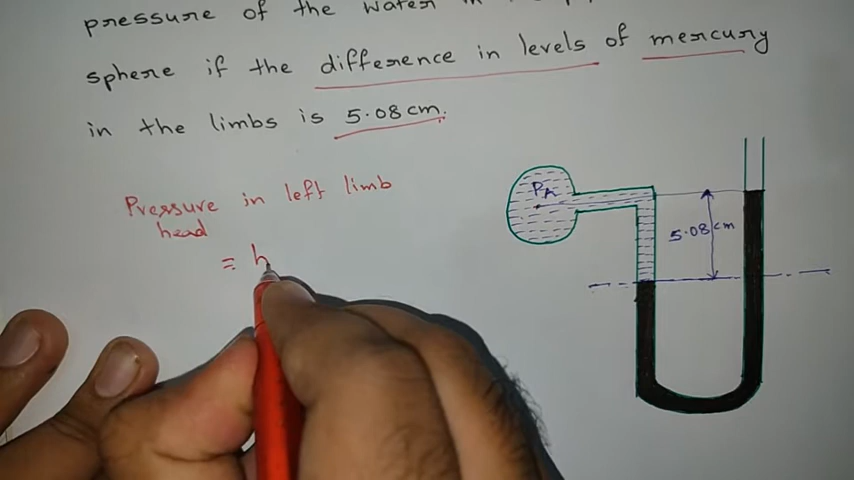 pressure of the water in
sphere if the difference in levels of mercury
in the limbs is 5.08 cm.
Pressure in left limb
head
= h
PA
5.08 cm